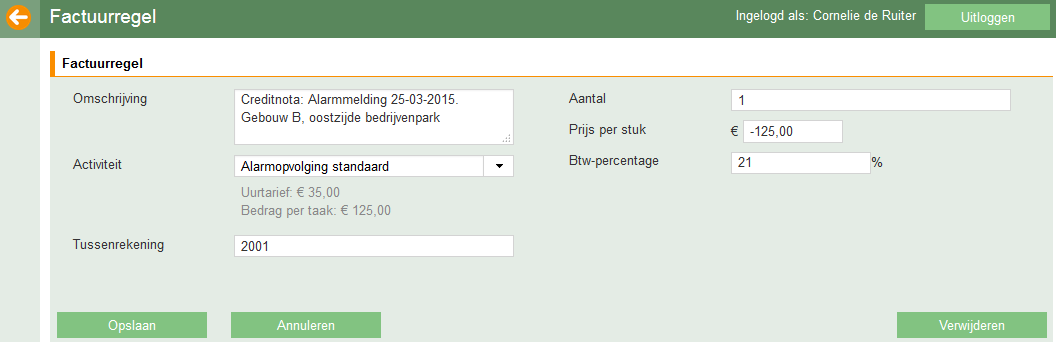 Factuurregel
Ingelogd als: Cornelie de Ruiter
Uitloggen
Factuurregel
Omschrijving
Creditnota: Alarmmelding 25-03-2015.
Gebouw B, oostzijde bedrijvenpark
Activiteit
Alarmopvolging standaard
Uurtarief: € 35,00
Bedrag per taak: € 125,00
Tussenrekening
2001
Aantal
1
Prijs per stuk
€ -125,00
Btw-percentage
21 %
Opslaan
Annuleren
Verwijderen